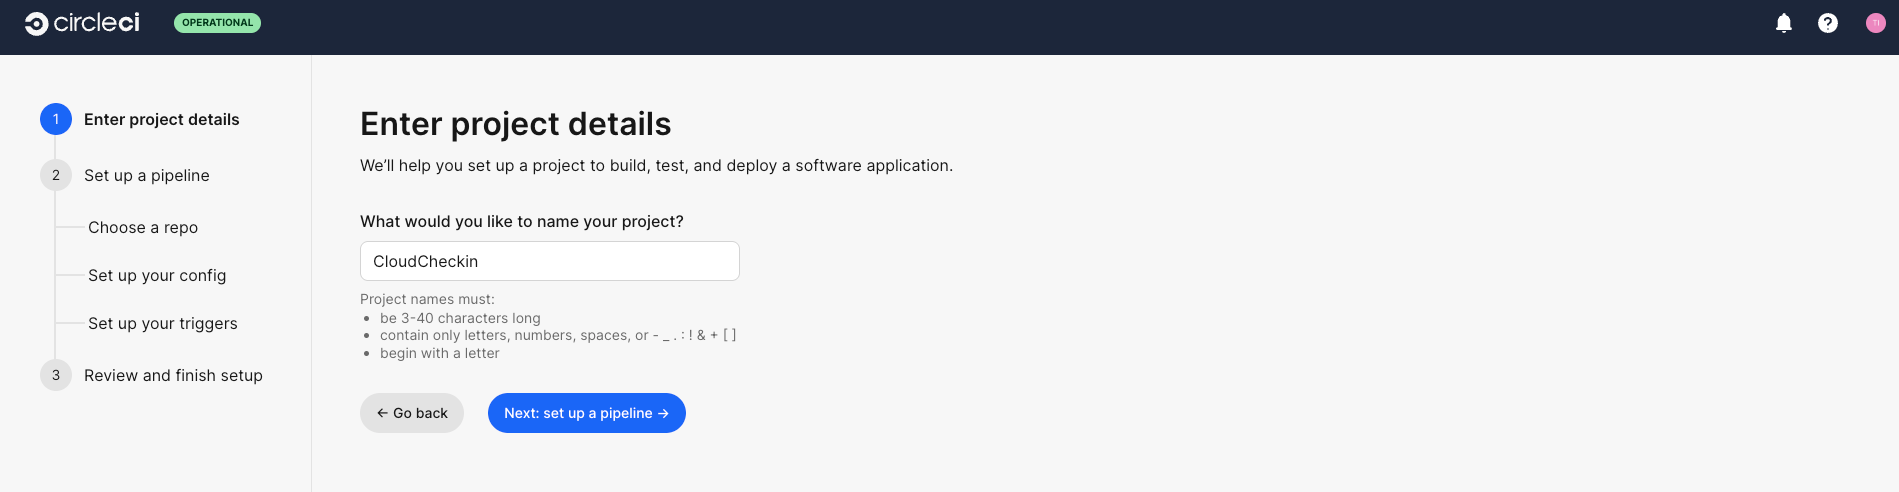 circleci
OPERATIONAL
TI
1 Enter project details
2 Set up a pipeline
Choose a repo
Set up your config
Set up your triggers
3 Review and finish setup
Enter project details
We’ll help you set up a project to build, test, and deploy a software application.
What would you like to name your project?
CloudCheckin
Project names must:
• be 3-40 characters long
• contain only letters, numbers, spaces, or - _ . : ! & + [ ]
• begin with a letter
← Go back
Next: set up a pipeline →